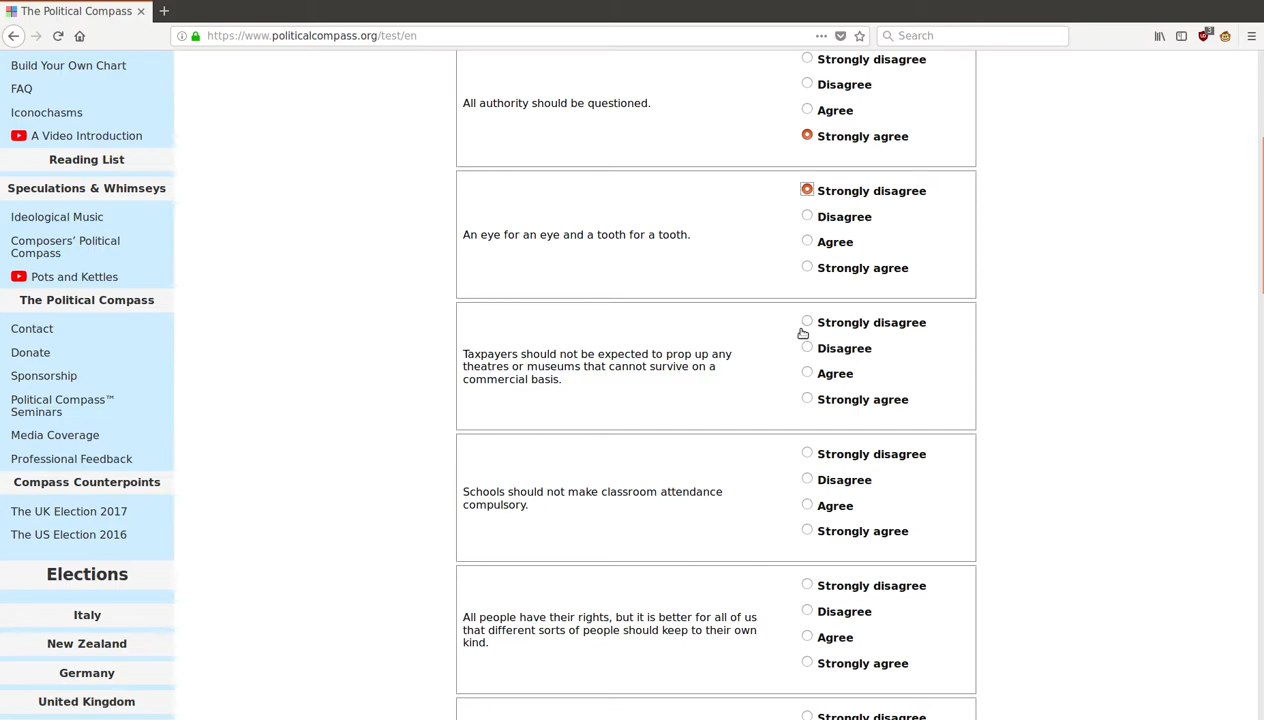 The Political Compass
https://www.politicalcompass.org/test/en
Search
3
Build Your Own Chart
FAQ
Iconochasms
A Video Introduction
Reading List
Speculations & Whimseys
Ideological Music
Composers’ Political
Compass
Pots and Kettles
The Political Compass
Contact
Donate
Sponsorship
Political Compass™
Seminars
Media Coverage
Professional Feedback
Compass Counterpoints
The UK Election 2017
The US Election 2016
Elections
Italy
New Zealand
Germany
United Kingdom
All authority should be questioned.
Strongly disagree
Disagree
Agree
Strongly agree
An eye for an eye and a tooth for a tooth.
Strongly disagree
Disagree
Agree
Strongly agree
Taxpayers should not be expected to prop up any
theatres or museums that cannot survive on a
commercial basis.
Strongly disagree
Disagree
Agree
Strongly agree
Schools should not make classroom attendance
compulsory.
Strongly disagree
Disagree
Agree
Strongly agree
All people have their rights, but it is better for all of us
that different sorts of people should keep to their own
kind.
Strongly disagree
Disagree
Agree
Strongly agree
Strongly disagree